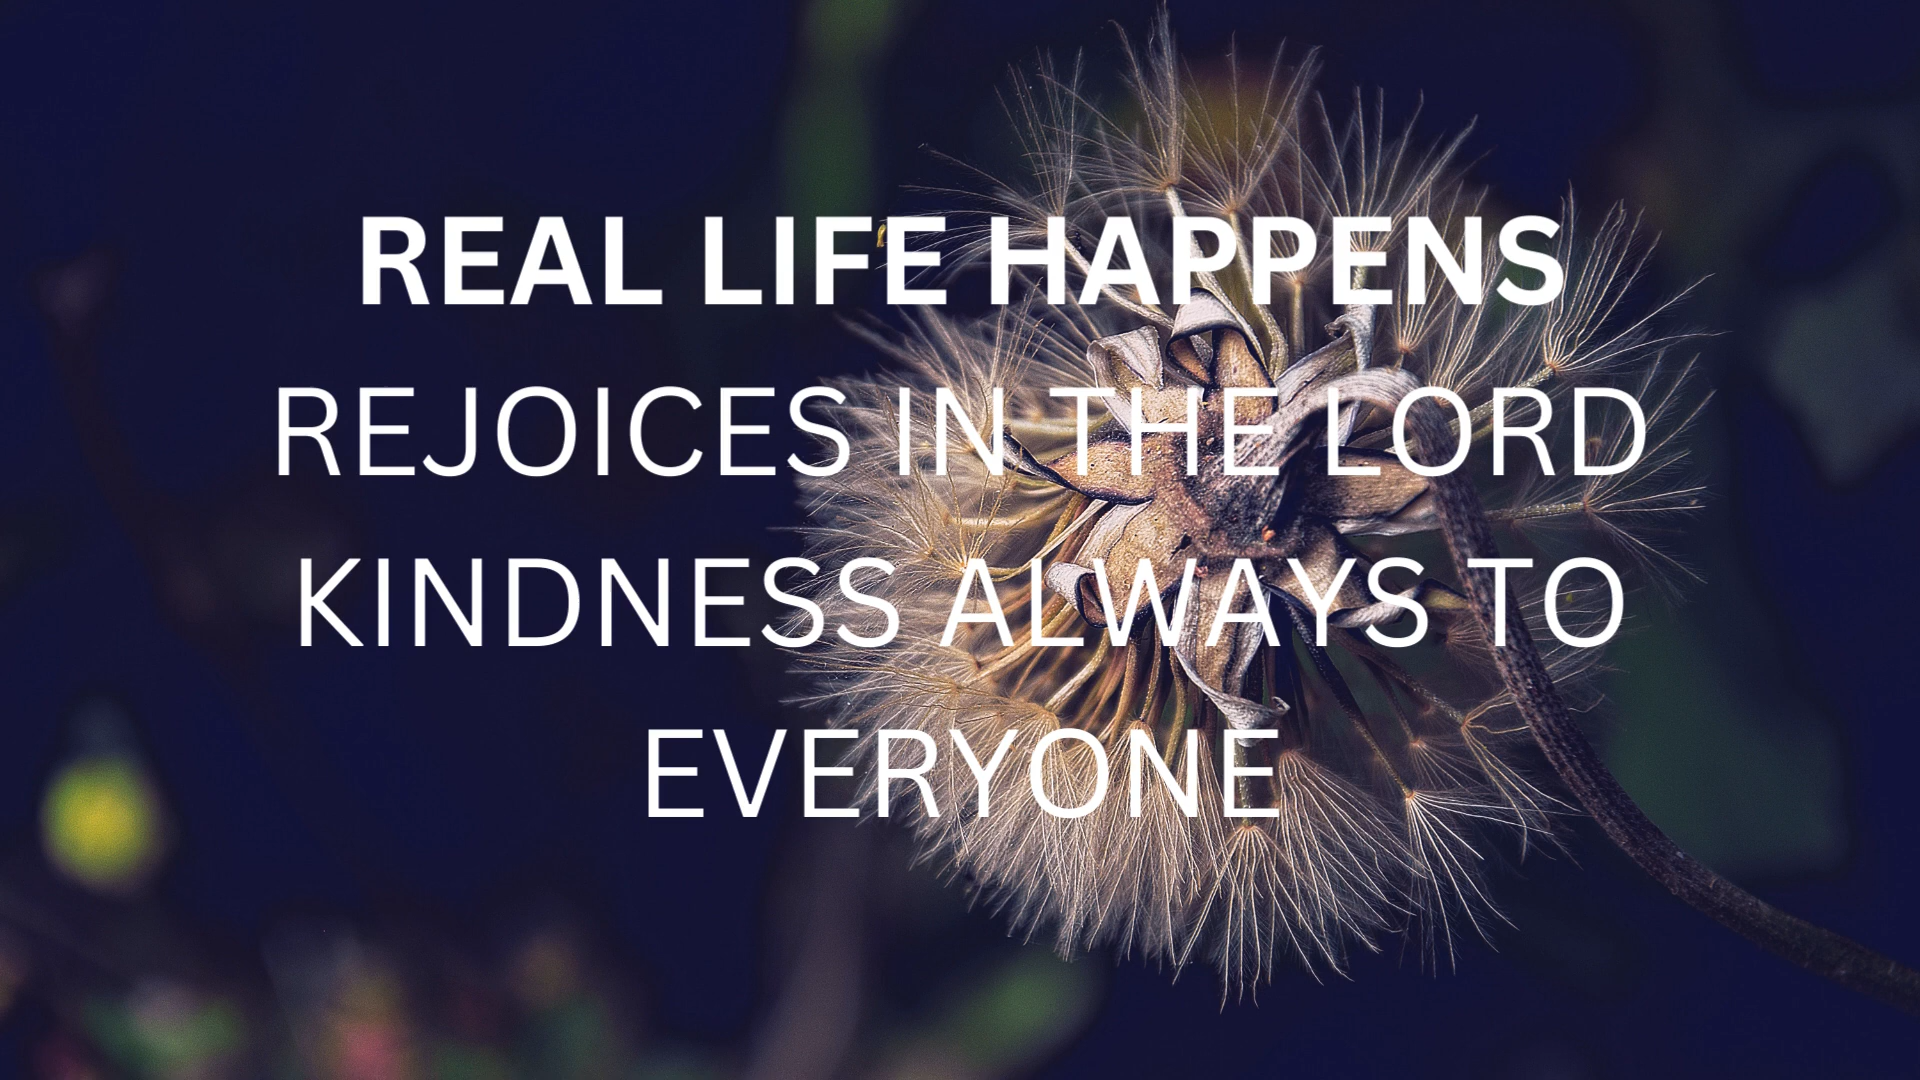 REAL LIFE HAPPENS
REJOICES IN THE LORD
KINDNESS ALWAYS TO
EVERYONE